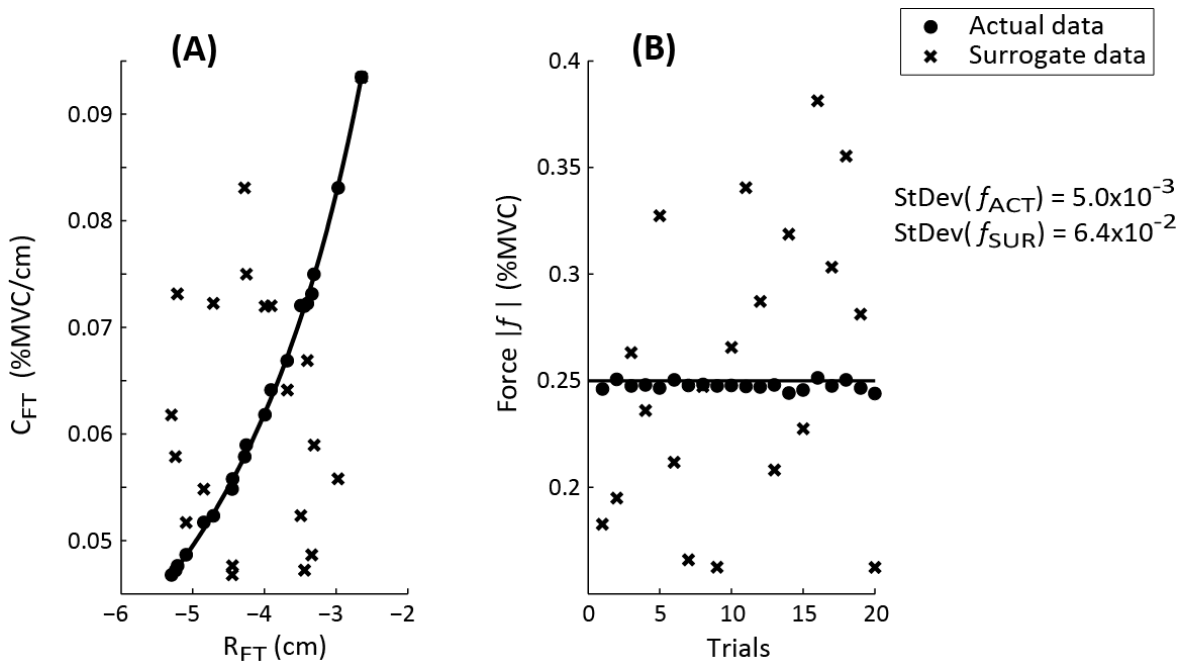 (A)
0.09
0.08
0.07
0.06
0.05
C_FT (%MVC/cm)
−6 −5 −4 −3 −2
R_FT (cm)
(B)
0.4
0.35
0.3
0.25
0.2
Force |f| (%MVC)
0 5 10 15 20
Trials
Actual data
Surrogate data
StDev( f_ACT) = 5.0x10^−3
StDev( f_SUR) = 6.4x10^−2